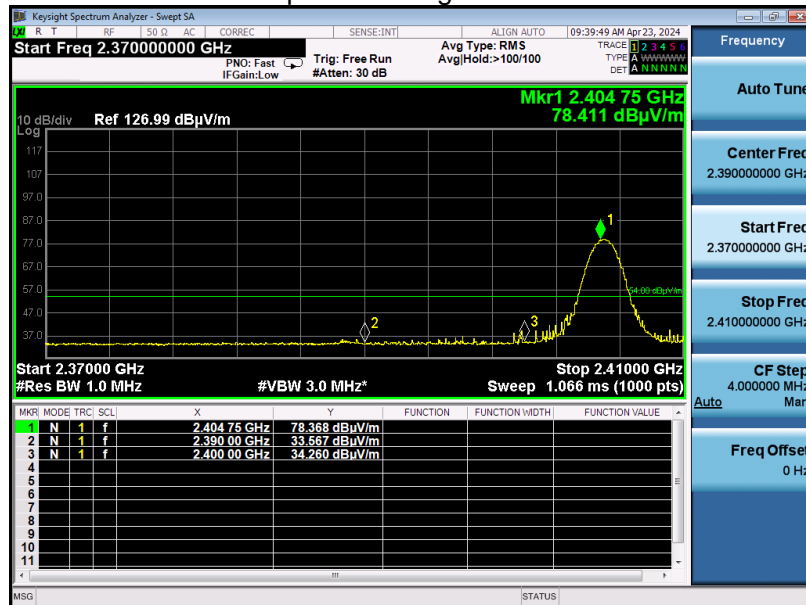 Keysight Spectrum Analyzer - Swept SA
LXI R T RF 50 Ω AC CORREC SENSE:INT ALIGN AUTO 09:39:49 AM Apr 23, 2024
Start Freq 2.370000000 GHz
PNO: Fast
IFGain:Low
Trig: Free Run
#Atten: 30 dB
Avg Type: RMS
Avg|Hold:>100/100
TRACE 1 2 3 4 5 6
TYPE A WWWWW
DET A N N N N N
Mkr1 2.404 75 GHz
78.411 dBµV/m
10 dB/div Ref 126.99 dBµV/m
Log
117
107
97.0
87.0
77.0
67.0
57.0
47.0
37.0
1
54.00 dBµV/m
2
3
Start 2.37000 GHz Stop 2.41000 GHz
#Res BW 1.0 MHz #VBW 3.0 MHz* Sweep 1.066 ms (1000 pts)
MKR MODE TRC SCL X Y FUNCTION FUNCTION WIDTH FUNCTION VALUE
1 N 1 f 2.404 75 GHz 78.368 dBµV/m
2 N 1 f 2.390 00 GHz 33.567 dBµV/m
3 N 1 f 2.400 00 GHz 34.260 dBµV/m
4
5
6
7
8
9
10
11
MSG STATUS
Frequency
Auto Tune
Center Freq
2.390000000 GHz
Start Freq
2.370000000 GHz
Stop Freq
2.410000000 GHz
CF Step
4.000000 MHz
Auto Man
Freq Offset
0 Hz